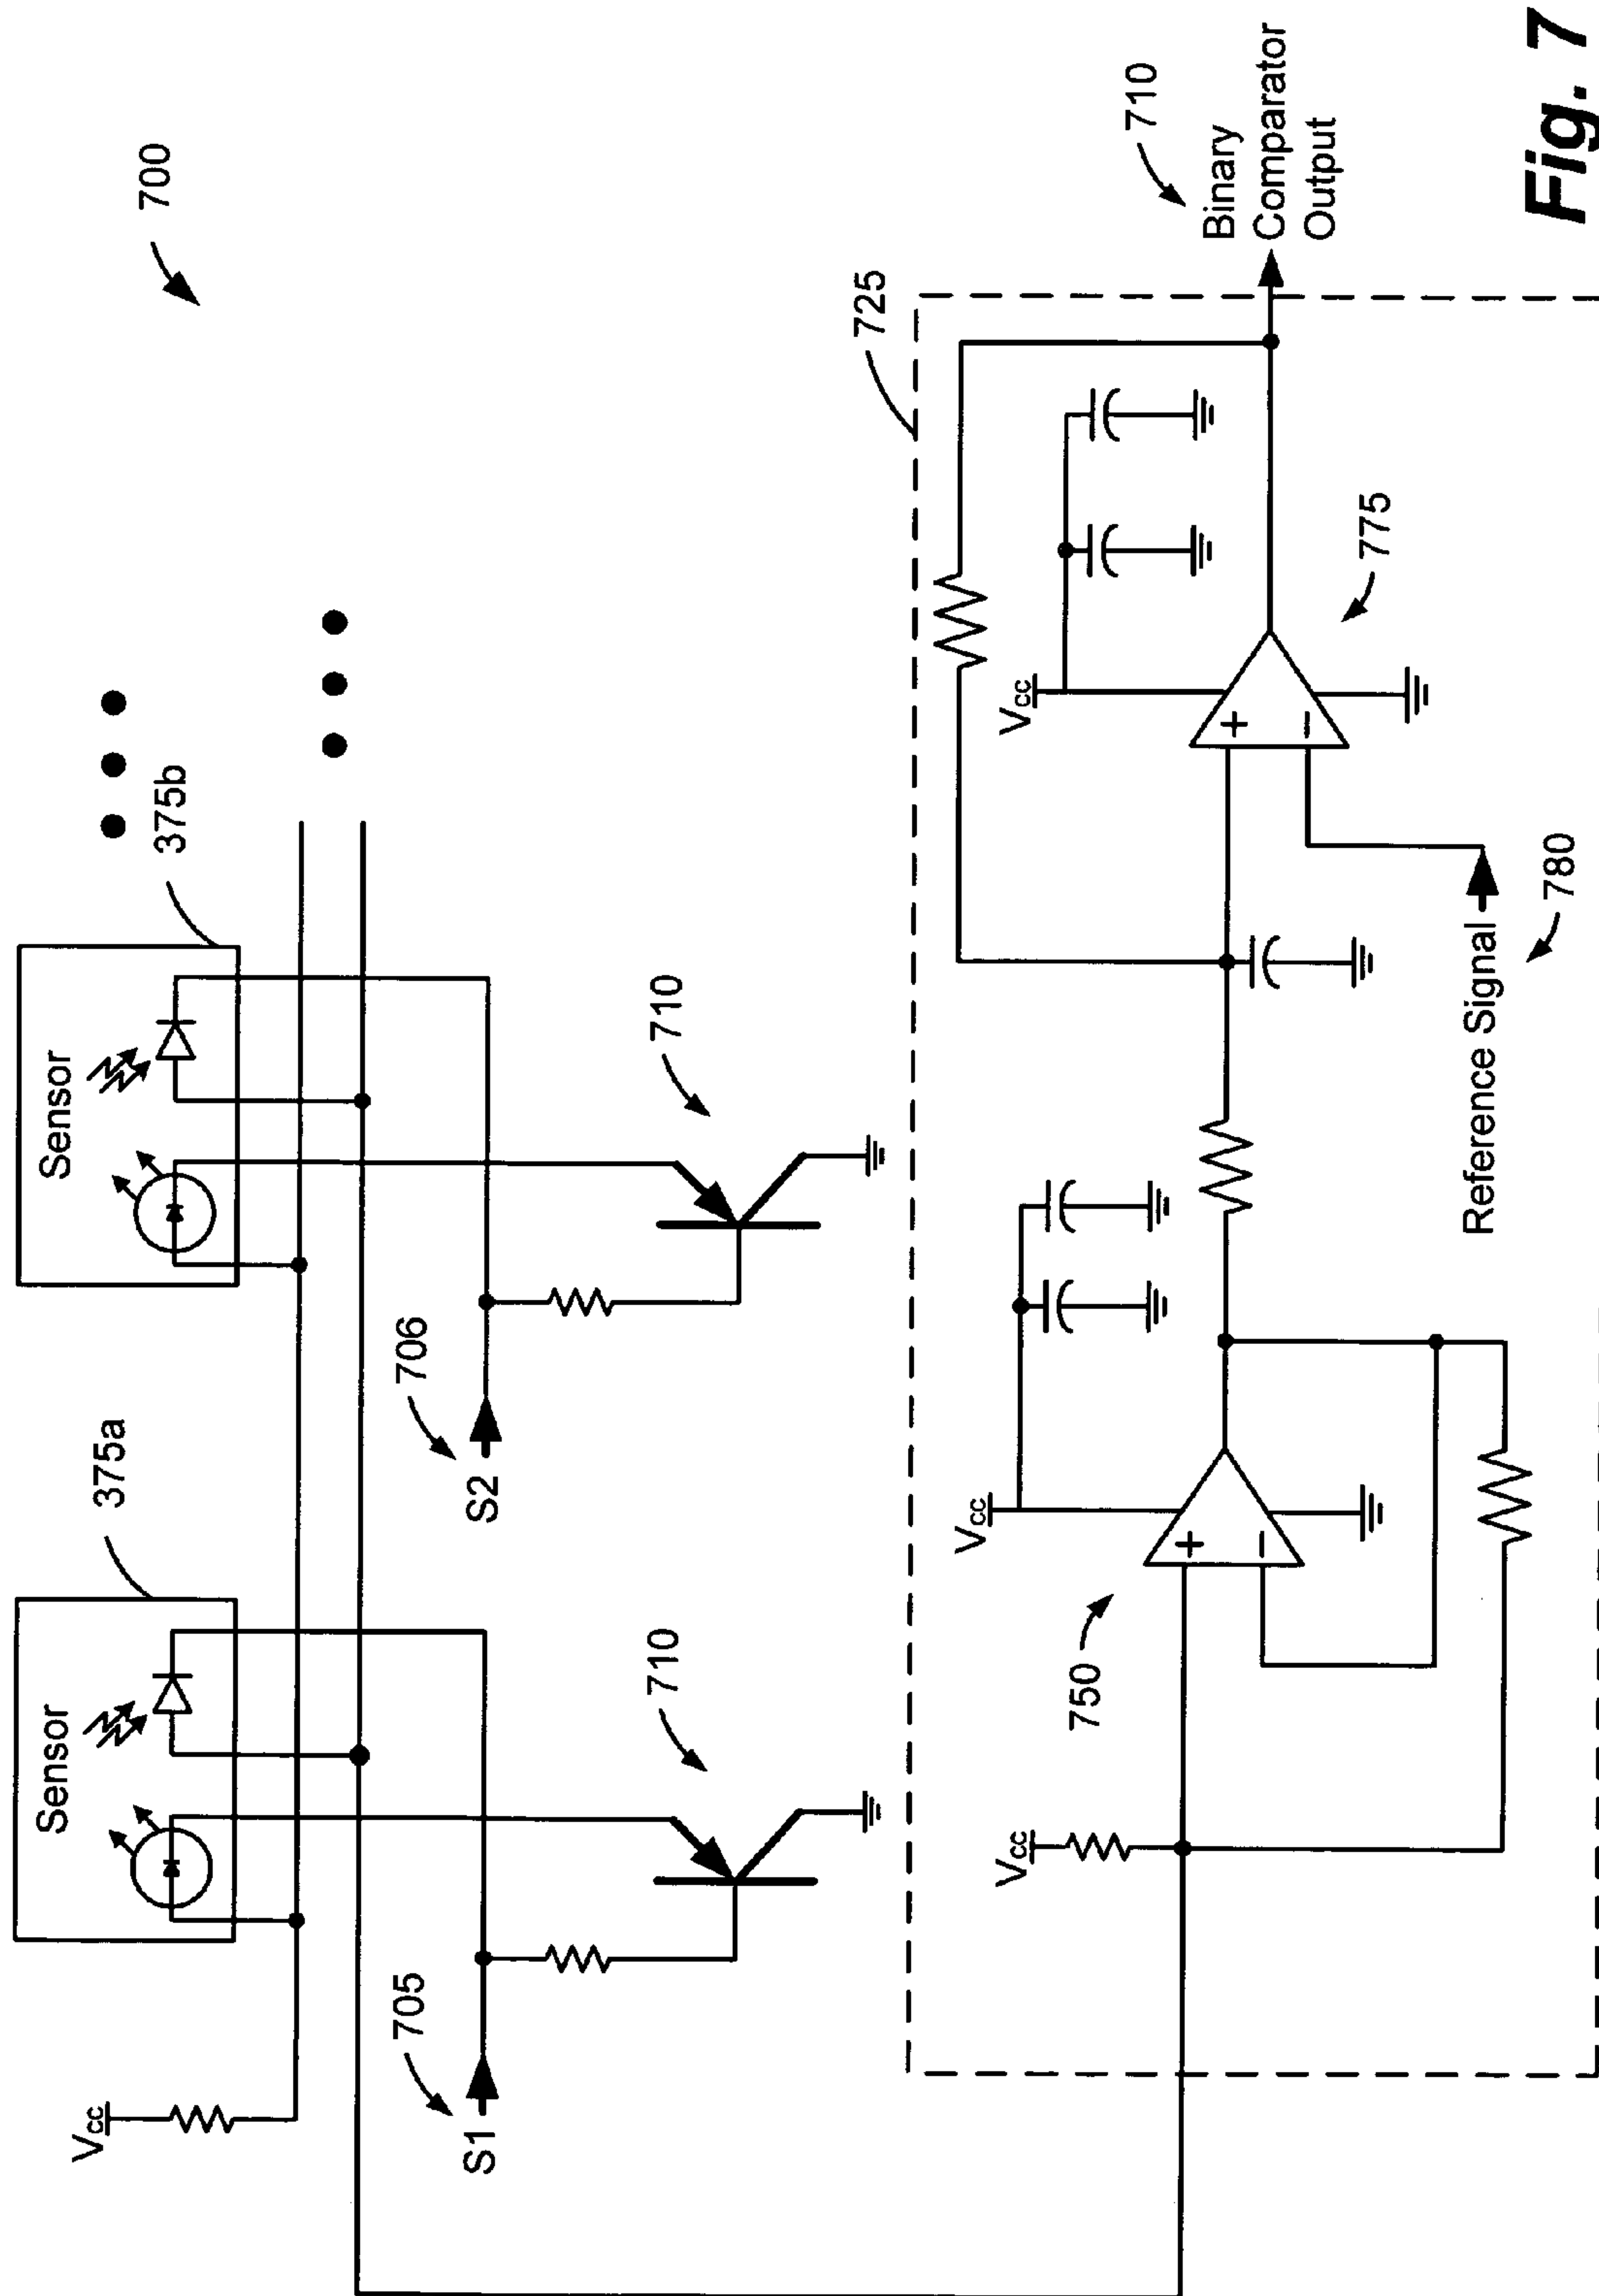 700
Sensor
375a
Sensor
375b
Vcc
S1
705
710
S2
706
710
725
Vcc
750
Vcc
Vcc
775
Reference Signal
780
710
Binary
Comparator
Output
+
−
+
−
Fig. 7